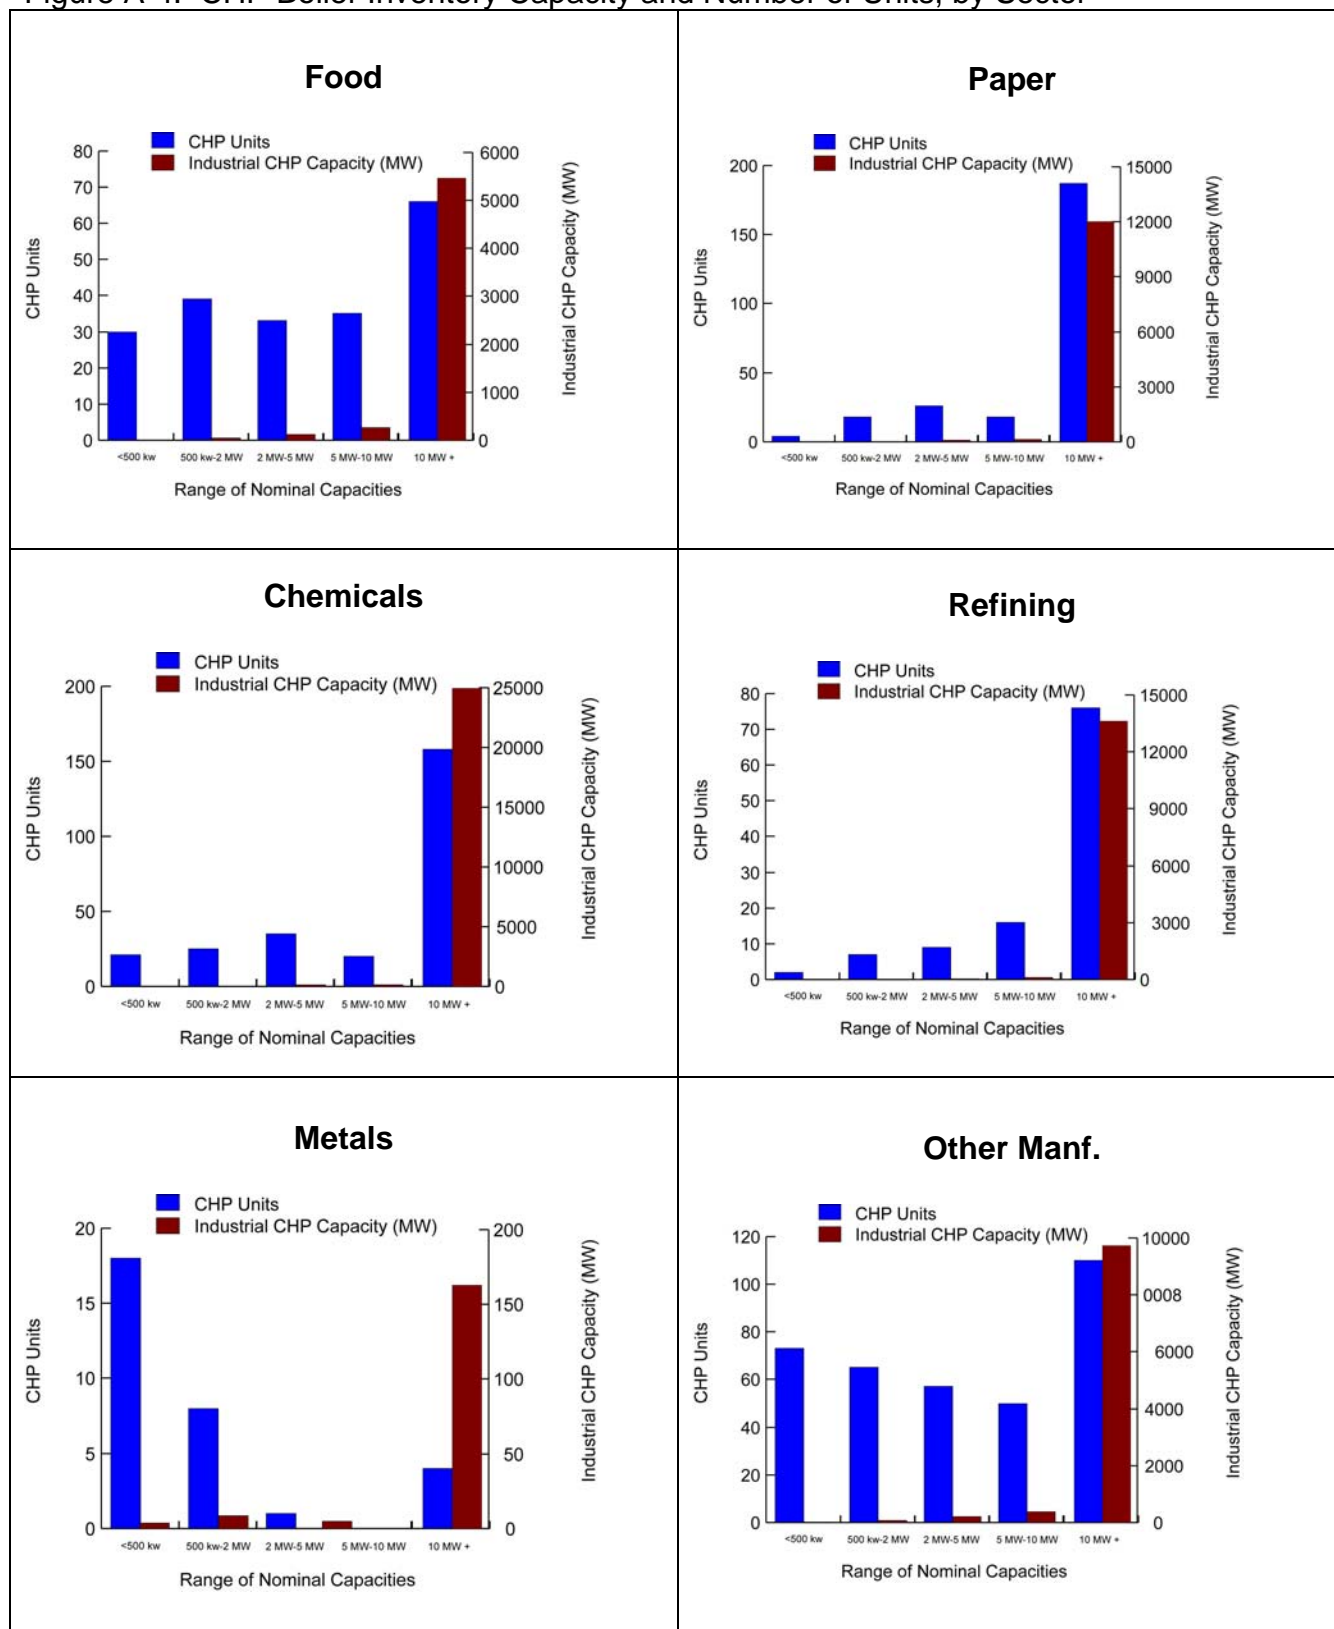 Figure A-4. CHP Boiler Inventory Capacity and Number of Units, by Sector
Food
CHP Units
Industrial CHP Capacity (MW)
80
70
60
50
40
30
20
10
0
6000
5000
4000
3000
2000
1000
0
CHP Units
Industrial CHP Capacity (MW)
<500 kw 500 kw-2 MW 2 MW-5 MW 5 MW-10 MW 10 MW +
Range of Nominal Capacities
Paper
CHP Units
Industrial CHP Capacity (MW)
200
150
100
50
0
15000
12000
9000
6000
3000
0
CHP Units
Industrial CHP Capacity (MW)
<500 kw 500 kw-2 MW 2 MW-5 MW 5 MW-10 MW 10 MW +
Range of Nominal Capacities
Chemicals
CHP Units
Industrial CHP Capacity (MW)
200
150
100
50
0
25000
20000
15000
10000
5000
0
CHP Units
Industrial CHP Capacity (MW)
<500 kw 500 kw-2 MW 2 MW-5 MW 5 MW-10 MW 10 MW +
Range of Nominal Capacities
Refining
CHP Units
Industrial CHP Capacity (MW)
80
70
60
50
40
30
20
10
0
15000
12000
9000
6000
3000
0
CHP Units
Industrial CHP Capacity (MW)
<500 kw 500 kw-2 MW 2 MW-5 MW 5 MW-10 MW 10 MW +
Range of Nominal Capacities
Metals
CHP Units
Industrial CHP Capacity (MW)
20
15
10
5
0
200
150
100
50
0
CHP Units
Industrial CHP Capacity (MW)
<500 kw 500 kw-2 MW 2 MW-5 MW 5 MW-10 MW 10 MW +
Range of Nominal Capacities
Other Manf.
CHP Units
Industrial CHP Capacity (MW)
120
100
80
60
40
20
0
10000
0008
6000
4000
2000
0
CHP Units
Industrial CHP Capacity (MW)
<500 kw 500 kw-2 MW 2 MW-5 MW 5 MW-10 MW 10 MW +
Range of Nominal Capacities